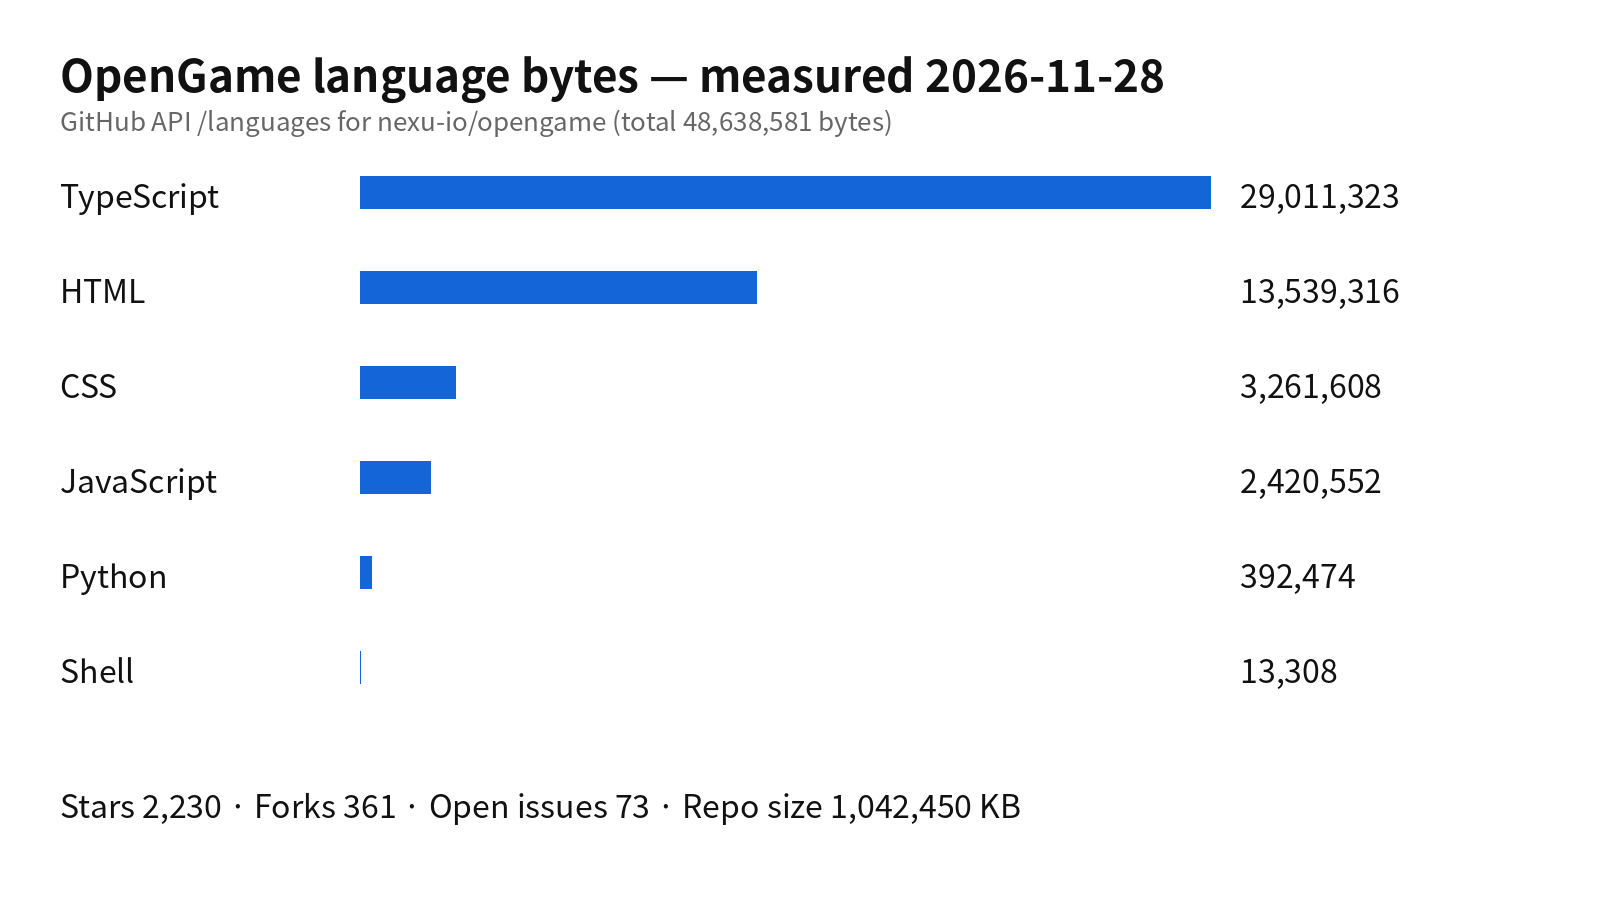 OpenGame language bytes — measured 2026-11-28
GitHub API /languages for nexu-io/opengame (total 48,638,581 bytes)
TypeScript 29,011,323
HTML 13,539,316
CSS 3,261,608
JavaScript 2,420,552
Python 392,474
Shell 13,308
Stars 2,230 · Forks 361 · Open issues 73 · Repo size 1,042,450 KB